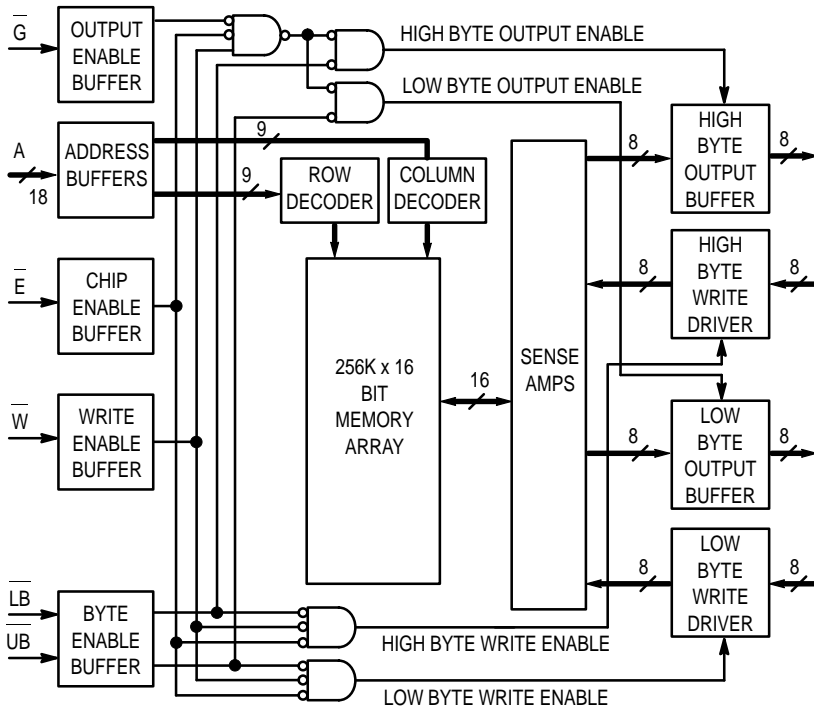 G
OUTPUT
ENABLE
BUFFER
HIGH BYTE OUTPUT ENABLE
LOW BYTE OUTPUT ENABLE
A
18
ADDRESS
BUFFERS
9
9
ROW
DECODER
COLUMN
DECODER
8
HIGH
BYTE
OUTPUT
BUFFER
8
E
CHIP
ENABLE
BUFFER
8
HIGH
BYTE
WRITE
DRIVER
8
256K x 16
BIT
MEMORY
ARRAY
16
SENSE
AMPS
W
WRITE
ENABLE
BUFFER
8
LOW
BYTE
OUTPUT
BUFFER
8
8
LOW
BYTE
WRITE
DRIVER
8
LB
UB
BYTE
ENABLE
BUFFER
HIGH BYTE WRITE ENABLE
LOW BYTE WRITE ENABLE